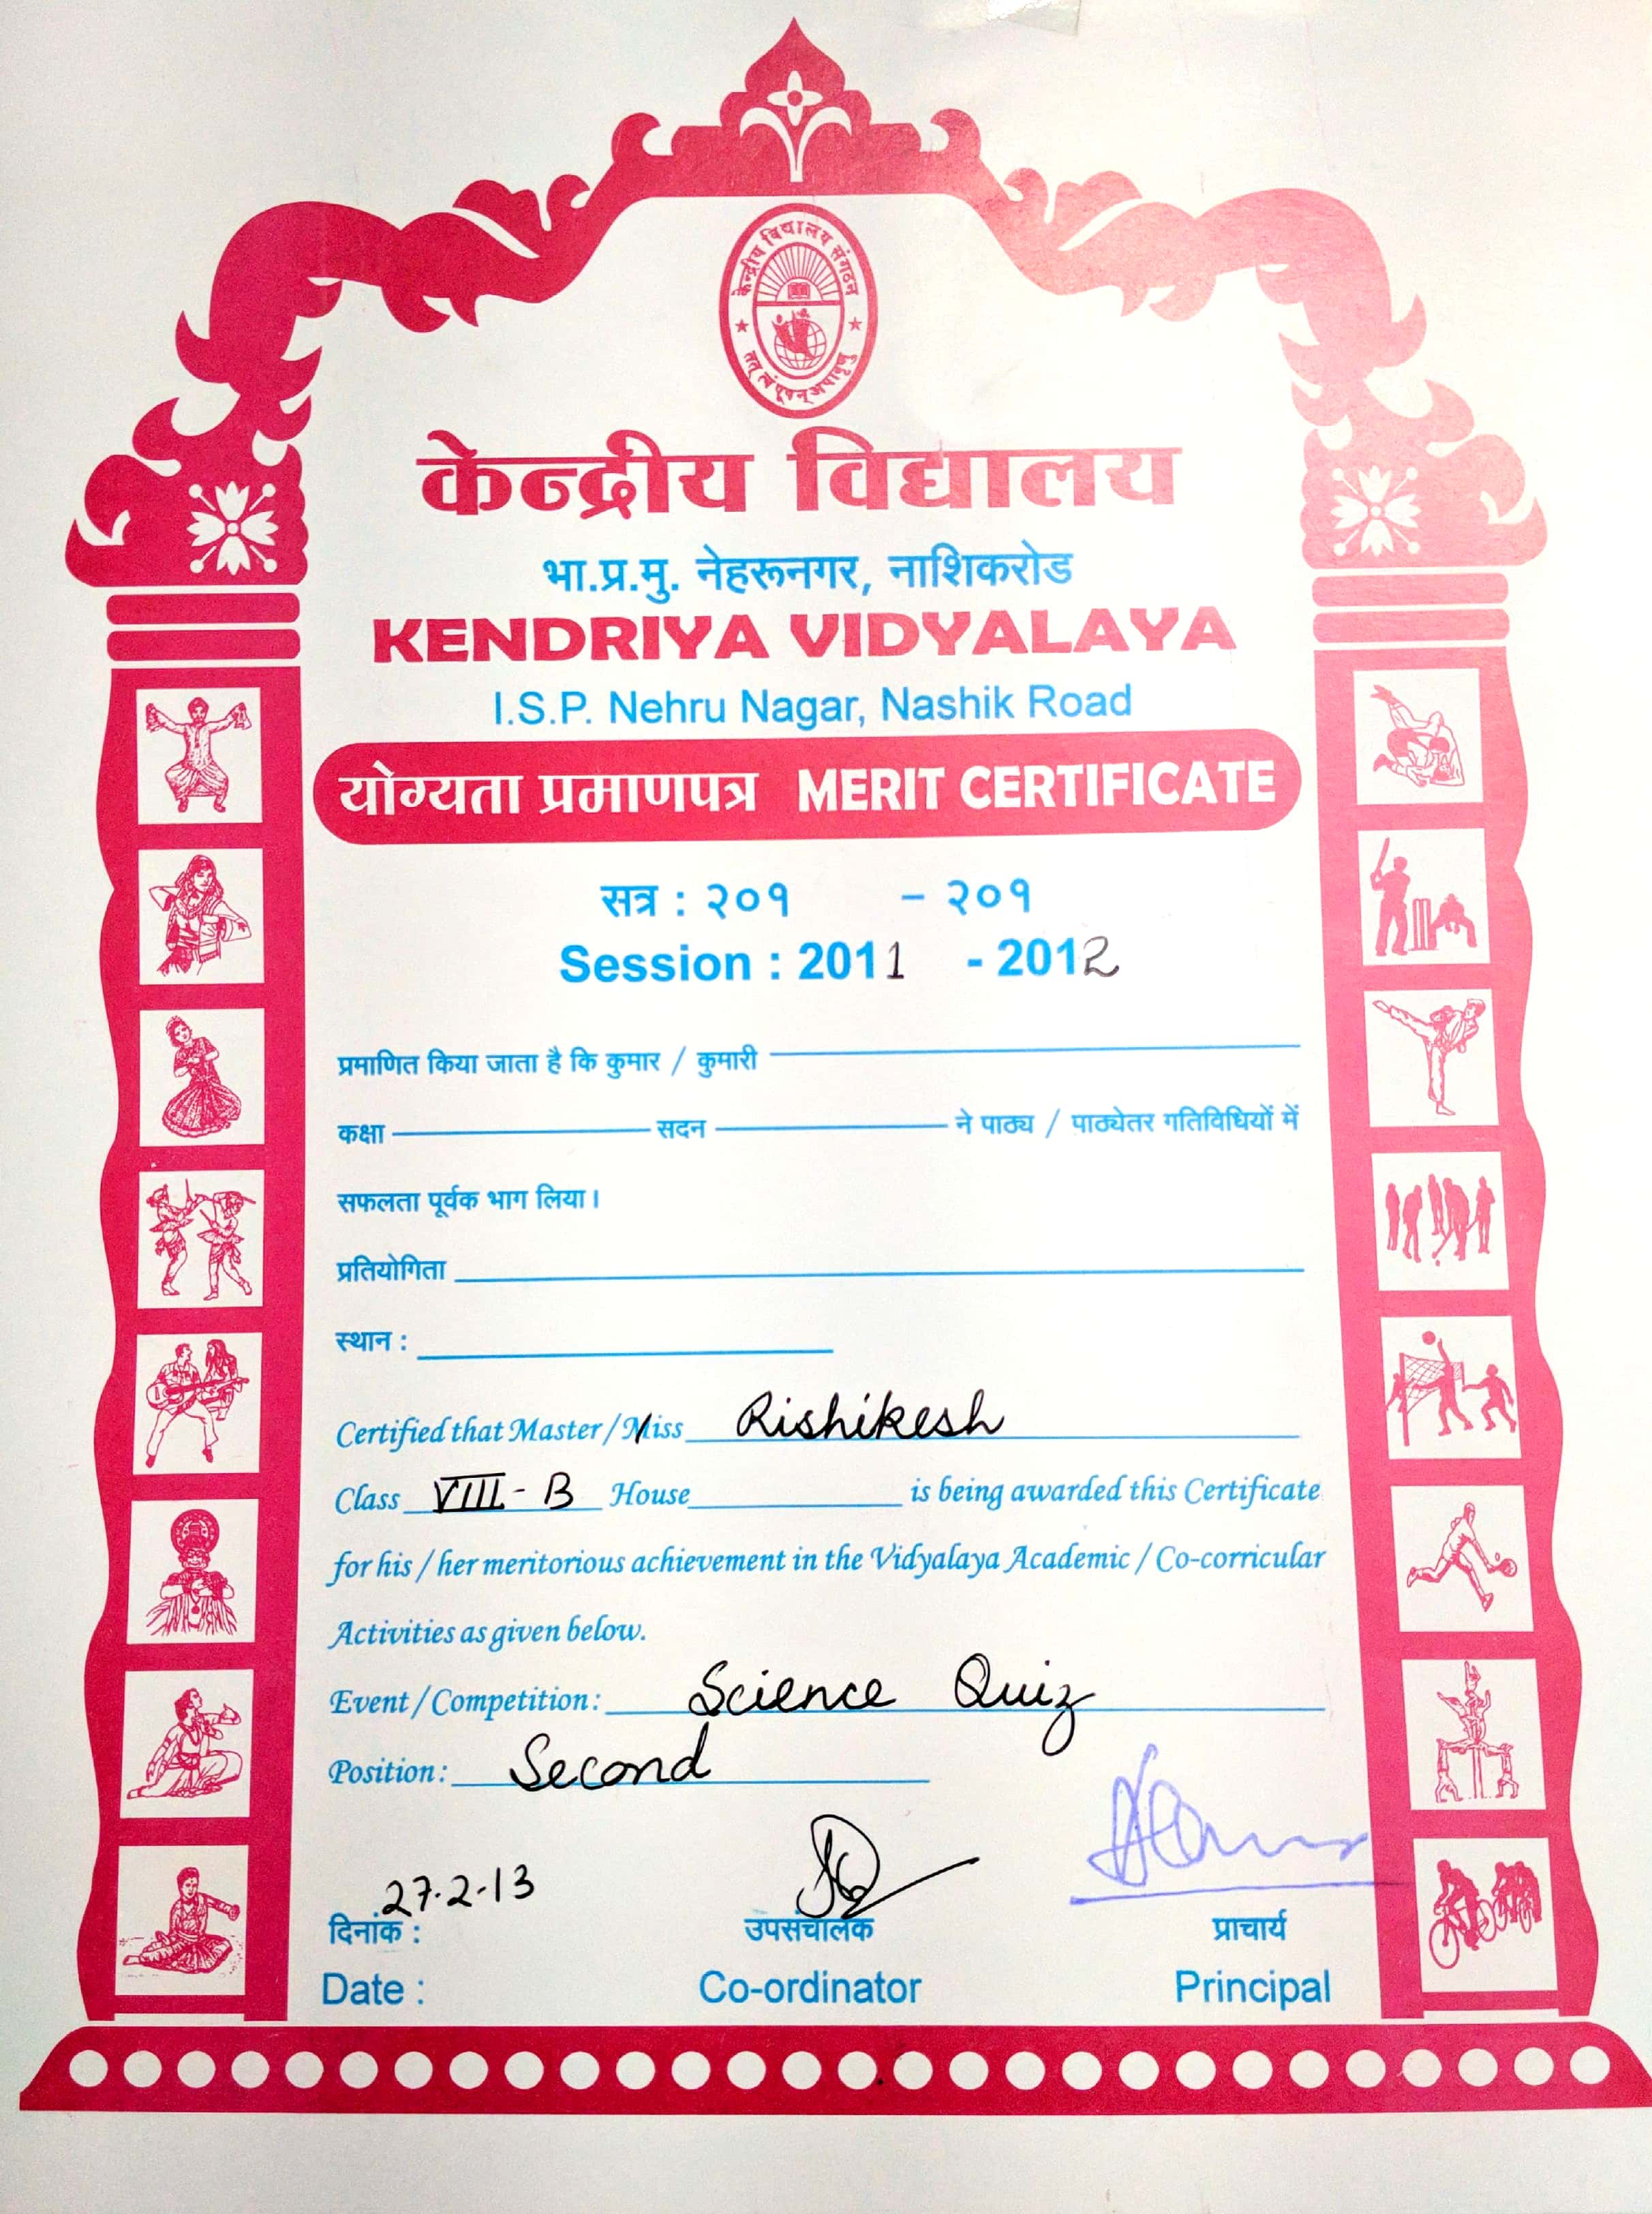 केन्द्रीय विद्यालय संगठन
तत् त्वं पूषन् अपावृणु
केन्द्रीय विद्यालय
भा.प्र.मु. नेहरूनगर, नाशिकरोड
KENDRIYA VIDYALAYA
I.S.P. Nehru Nagar, Nashik Road
योग्यता प्रमाणपत्र MERIT CERTIFICATE
सत्र : २०१ - २०१
Session : 2011 - 2012
प्रमाणित किया जाता है कि कुमार / कुमारी
कक्षा सदन ने पाठ्य / पाठ्येतर गतिविधियों में
सफलता पूर्वक भाग लिया।
प्रतियोगिता
स्थान :
Certified that Master / Miss Rishikesh
Class VIII - B House is being awarded this Certificate
for his / her meritorious achievement in the Vidyalaya Academic / Co-corricular
Activities as given below.
Event / Competition: Science Quiz
Position: Second
27.2.13
दिनांक : उपसंचालक प्राचार्य
Date : Co-ordinator Principal